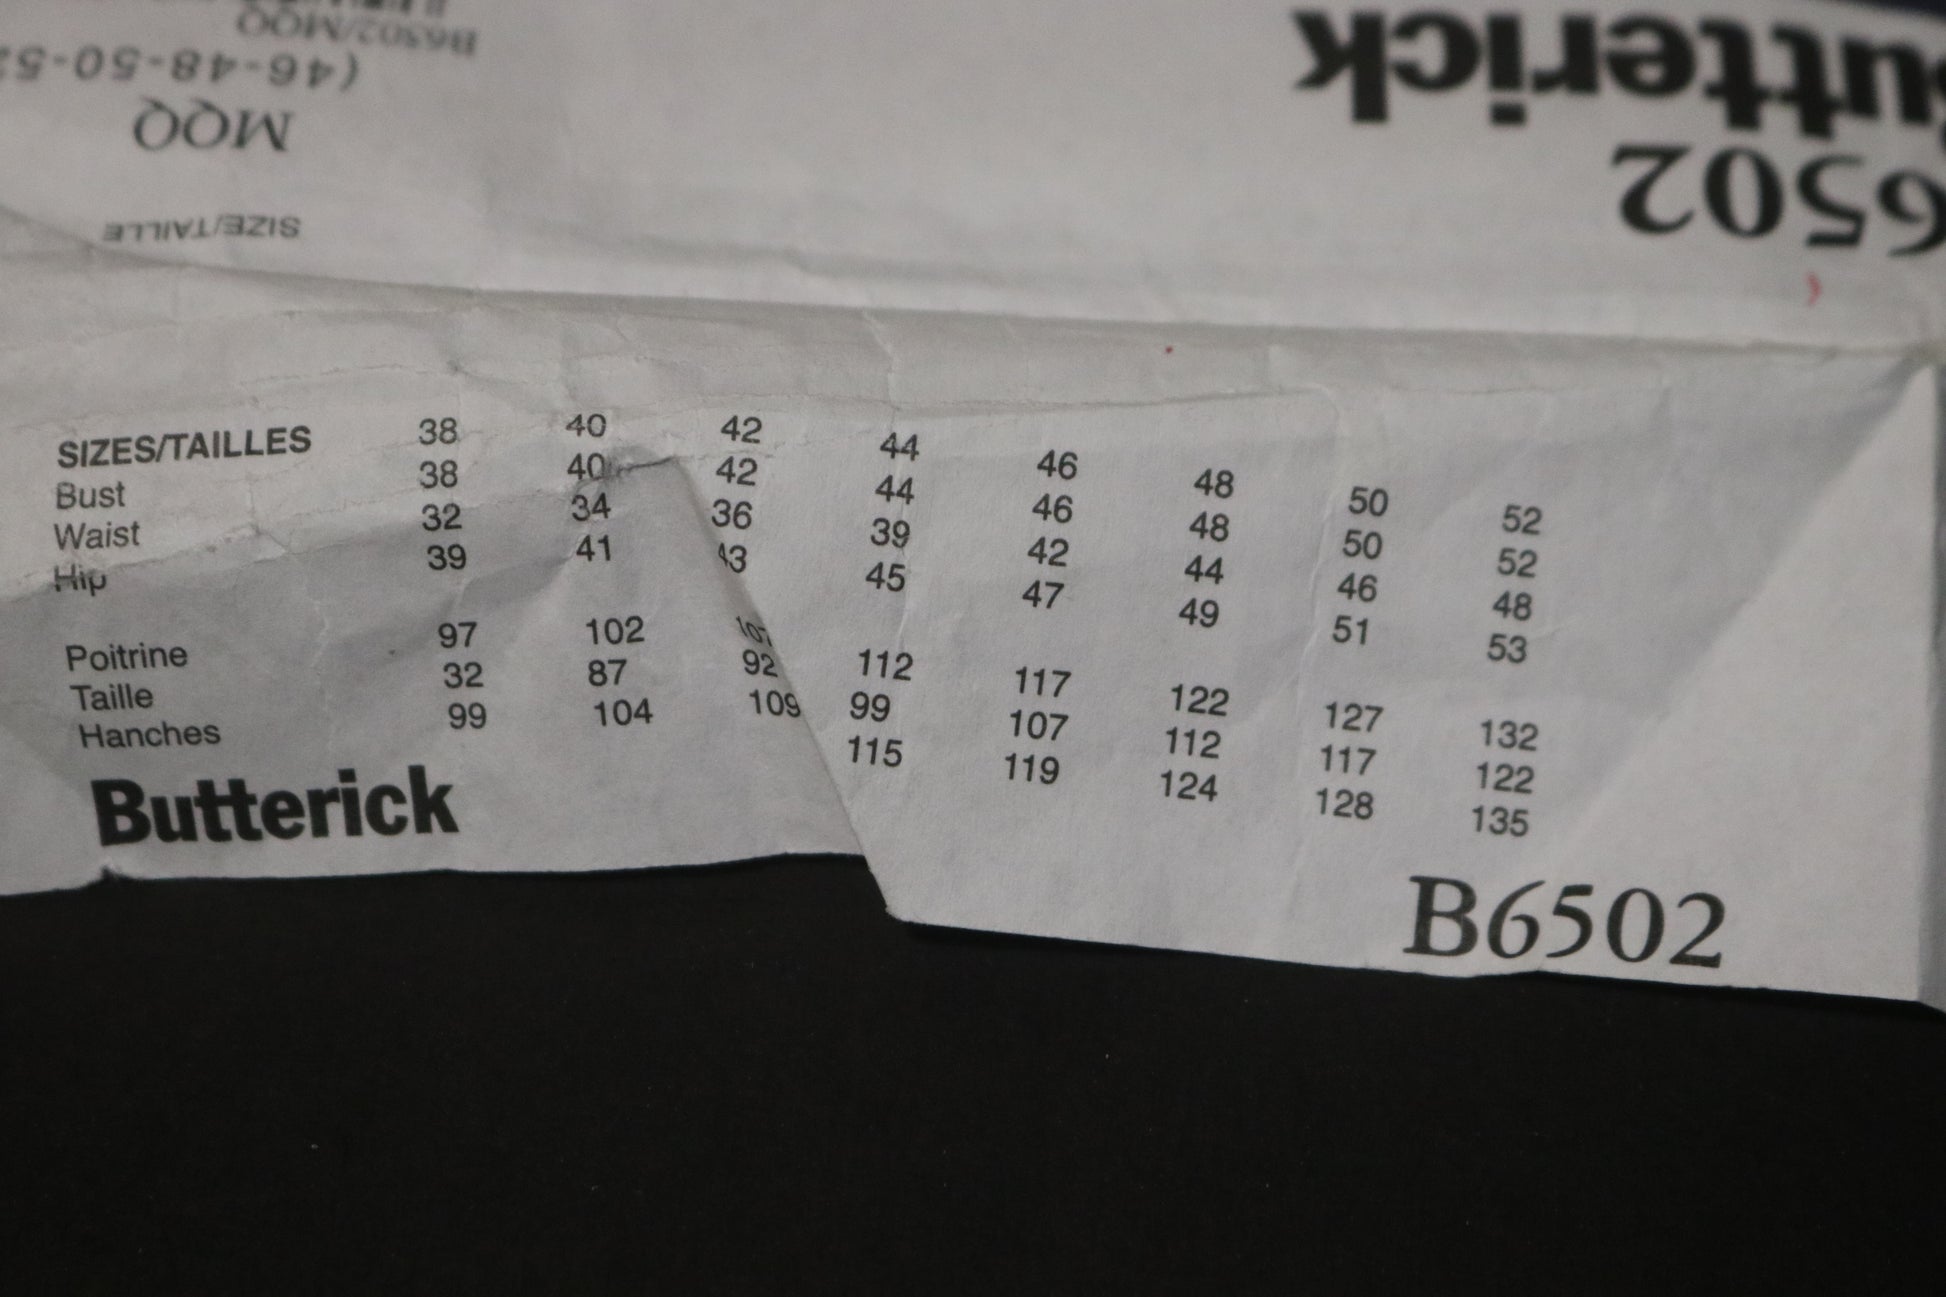 Butterick
6502
B6502/MQQ
(46-48-50-52
MQQ
SIZE/TAILLE
SIZES/TAILLES 38 40 42 44 46 48 50 52
Bust 38 40 42 44 46 48 50 52
Waist 32 34 36 39 42 44 46 48
Hip 39 41 43 45 47 49 51 53
Poitrine 97 102 107 112 117 122 127 132
Taille 32 87 92 99 107 112 117 122
Hanches 99 104 109 115 119 124 128 135
Butterick
B6502